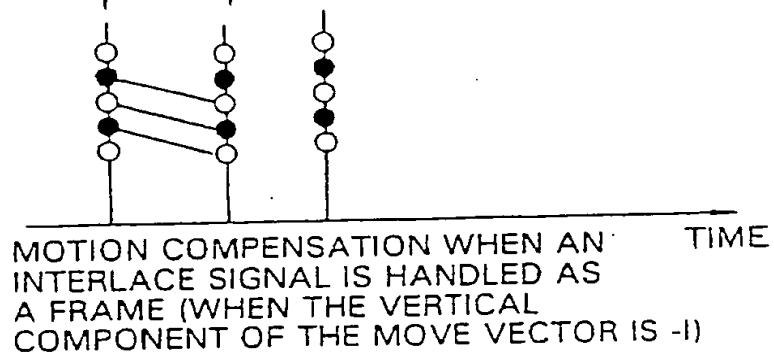 TIME
MOTION COMPENSATION WHEN AN
INTERLACE SIGNAL IS HANDLED AS
A FRAME (WHEN THE VERTICAL
COMPONENT OF THE MOVE VECTOR IS -I)